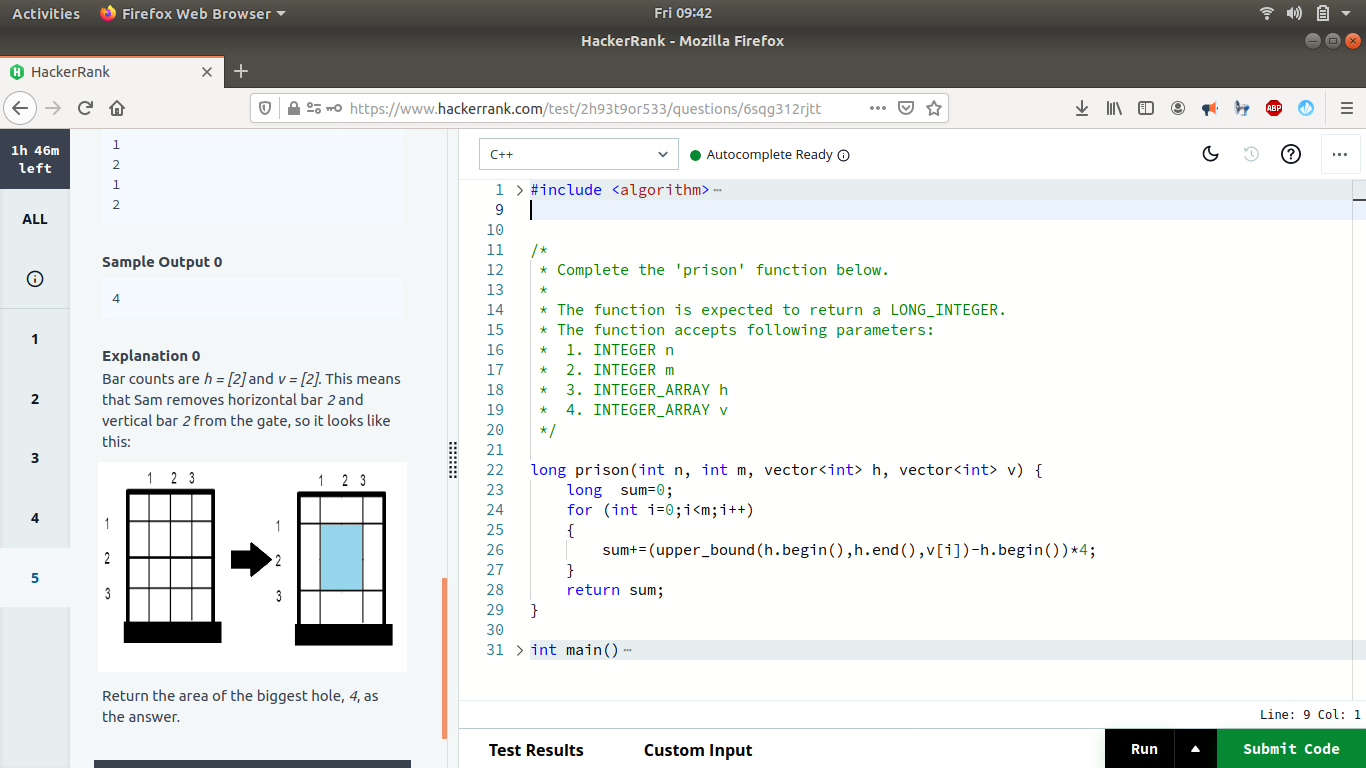 Activities Firefox Web Browser Fri 09:42
HackerRank - Mozilla Firefox
HackerRank
https://www.hackerrank.com/test/2h93t9or533/questions/6sqg312rjtt
ABP
1h 46m
left
ALL
1
2
3
4
5
1
2
1
2
Sample Output 0
4
Explanation 0
Bar counts are h = [2] and v = [2]. This means
that Sam removes horizontal bar 2 and
vertical bar 2 from the gate, so it looks like
this:
1 2 3
1
2
3
1 2 3
1
2
3
Return the area of the biggest hole, 4, as
the answer.
C++ Autocomplete Ready
1 #include <algorithm>
9
10
11 /*
12 * Complete the 'prison' function below.
13 *
14 * The function is expected to return a LONG_INTEGER.
15 * The function accepts following parameters:
16 * 1. INTEGER n
17 * 2. INTEGER m
18 * 3. INTEGER_ARRAY h
19 * 4. INTEGER_ARRAY v
20 */
21
22 long prison(int n, int m, vector<int> h, vector<int> v) {
23 long sum=0;
24 for (int i=0;i<m;i++)
25 {
26 sum+=(upper_bound(h.begin(),h.end(),v[i])-h.begin())*4;
27 }
28 return sum;
29 }
30
31 int main()
Line: 9 Col: 1
Test Results Custom Input Run Submit Code